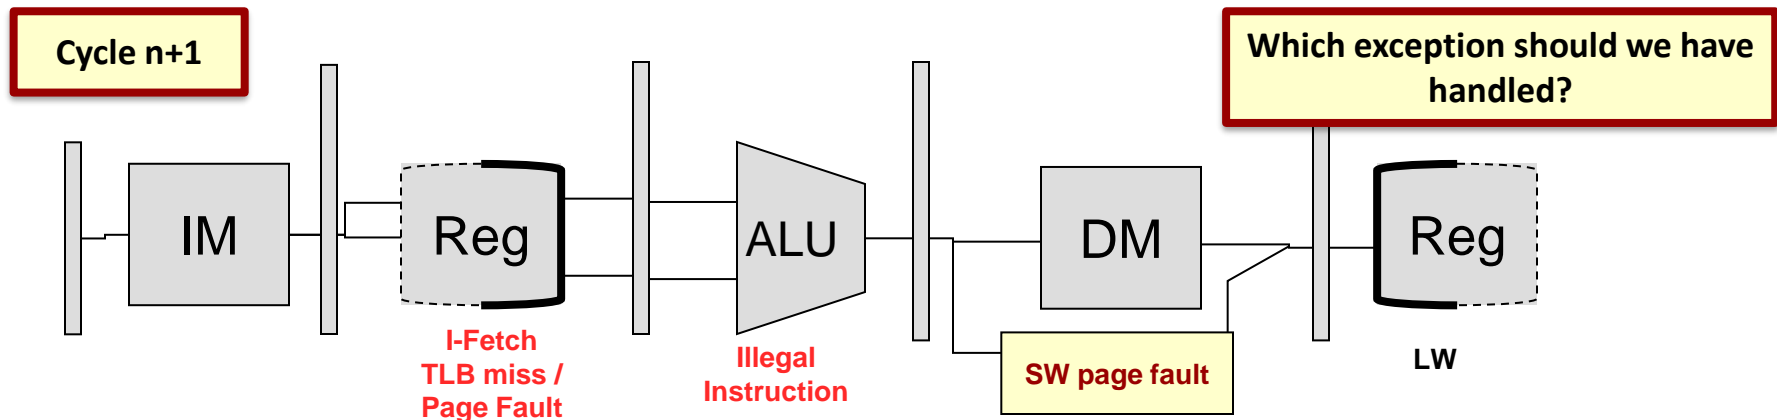 Cycle n+1
Which exception should we have
handled?
IM
Reg
ALU
DM
Reg
I-Fetch
TLB miss /
Page Fault
Illegal
Instruction
SW page fault
LW